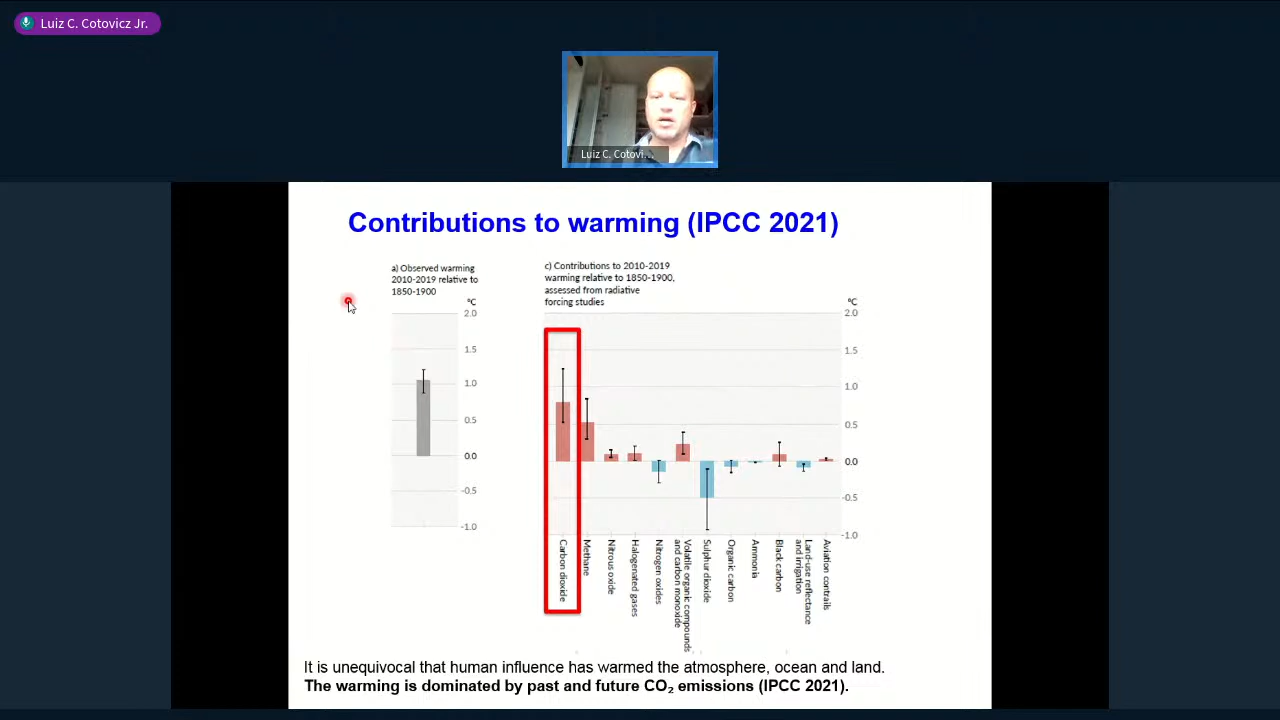 Luiz C. Cotovicz Jr.
Luiz C. Cotovi...
Contributions to warming (IPCC 2021)
a) Observed warming
2010-2019 relative to
1850-1900
°C
2.0
1.5
1.0
0.5
0.0
-0.5
-1.0
c) Contributions to 2010-2019
warming relative to 1850-1900,
assessed from radiative
forcing studies
°C
2.0
1.5
1.0
0.5
0.0
-0.5
-1.0
Carbon dioxide
Methane
Nitrous oxide
Halogenated gases
Nitrogen oxides
Volatile organic compounds
and carbon monoxide
Sulphur dioxide
Organic carbon
Ammonia
Black carbon
Land-use reflectance
and irrigation
Aviation contrails
It is unequivocal that human influence has warmed the atmosphere, ocean and land.
The warming is dominated by past and future CO₂ emissions (IPCC 2021).